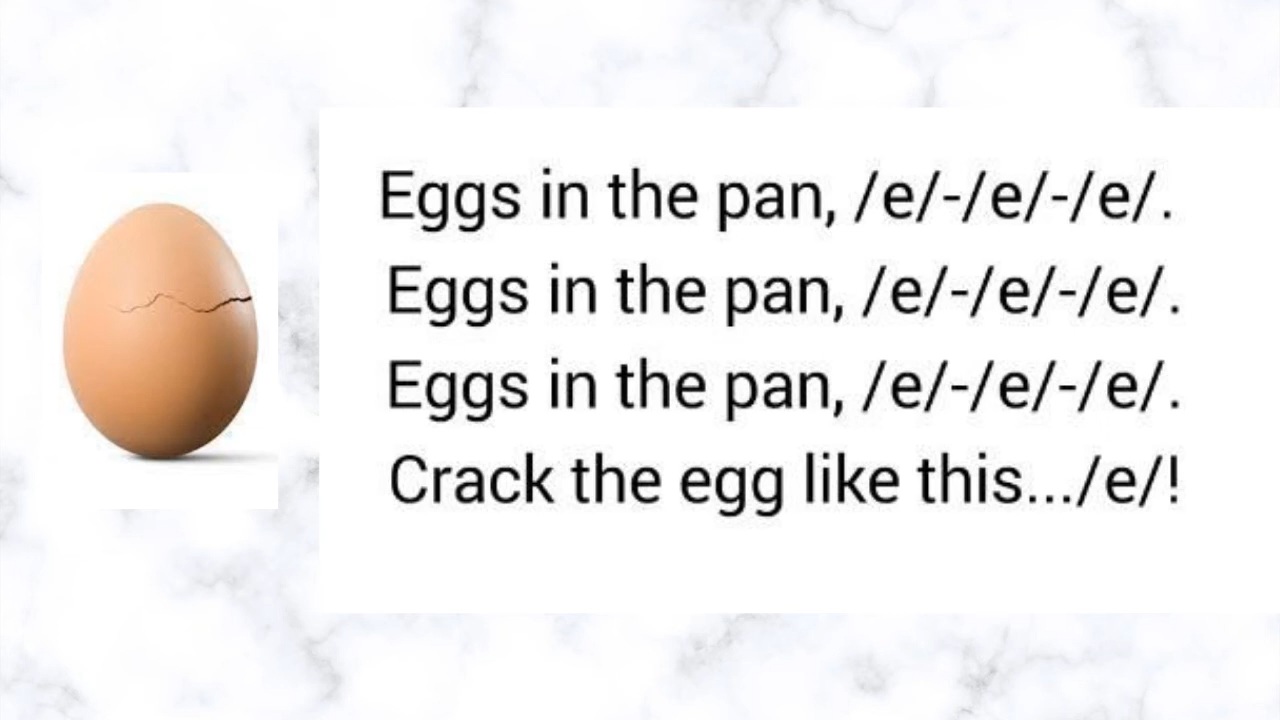 Eggs in the pan, /e/-/e/-/e/.
Eggs in the pan, /e/-/e/-/e/.
Eggs in the pan, /e/-/e/-/e/.
Crack the egg like this.../e/!